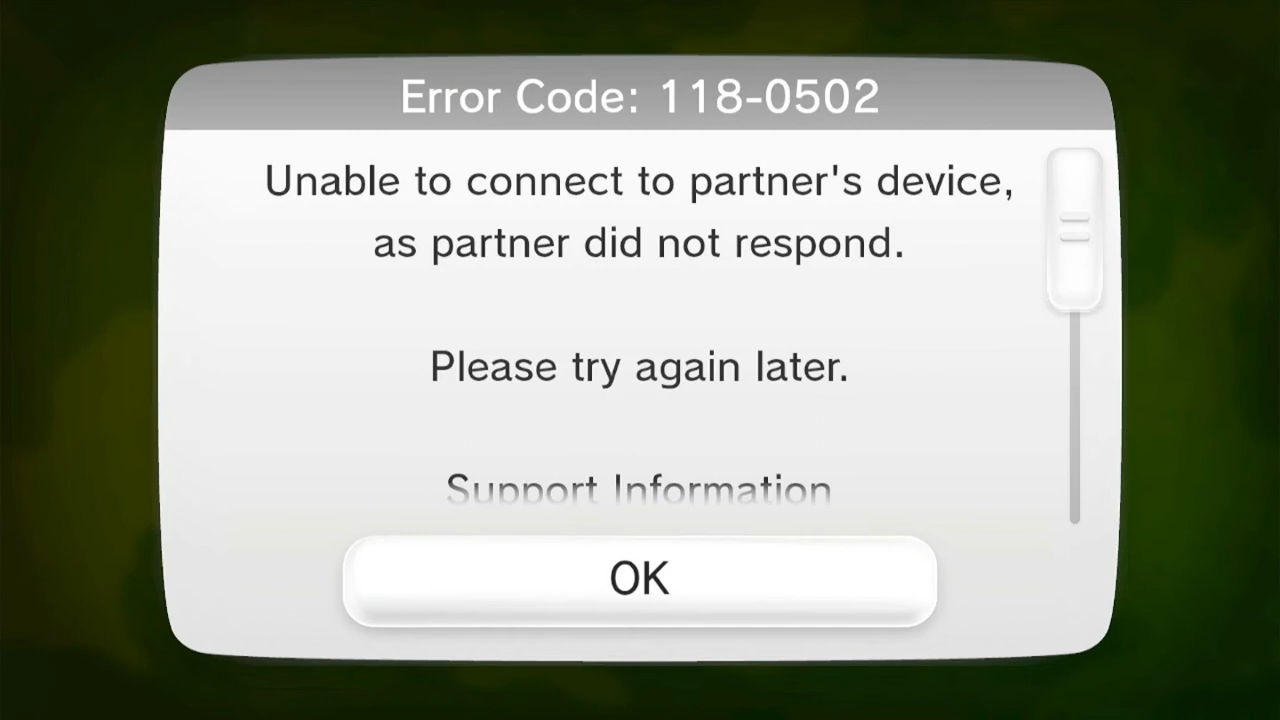 Error Code: 118-0502
Unable to connect to partner's device,
as partner did not respond.
Please try again later.
Support Information
OK